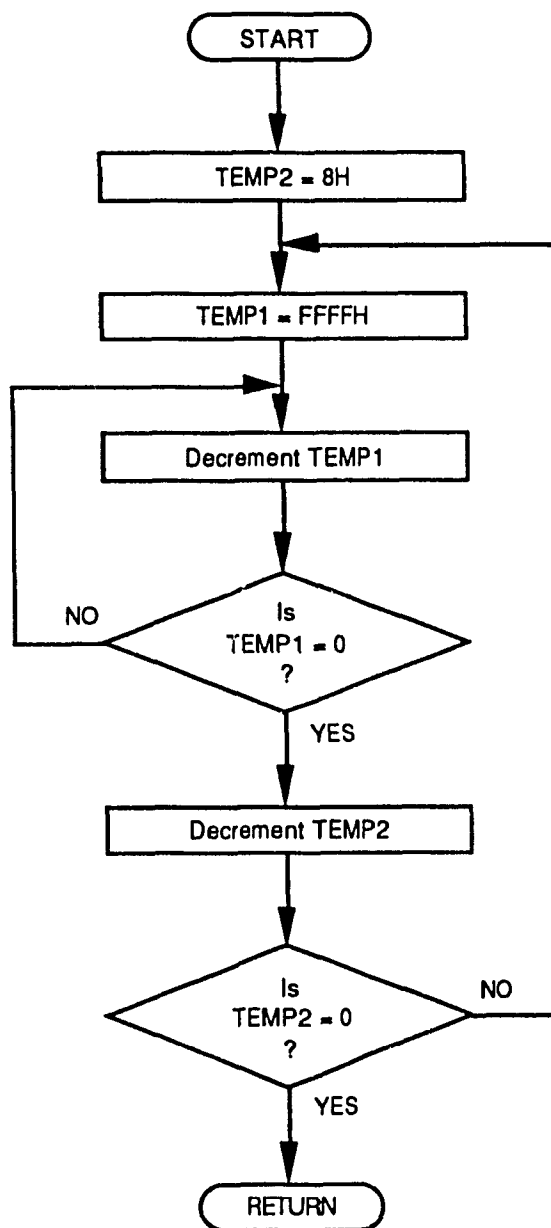 START
TEMP2 = 8H
TEMP1 = FFFFH
Decrement TEMP1
NO
Is
TEMP1 = 0
?
YES
Decrement TEMP2
Is
TEMP2 = 0
?
NO
YES
RETURN